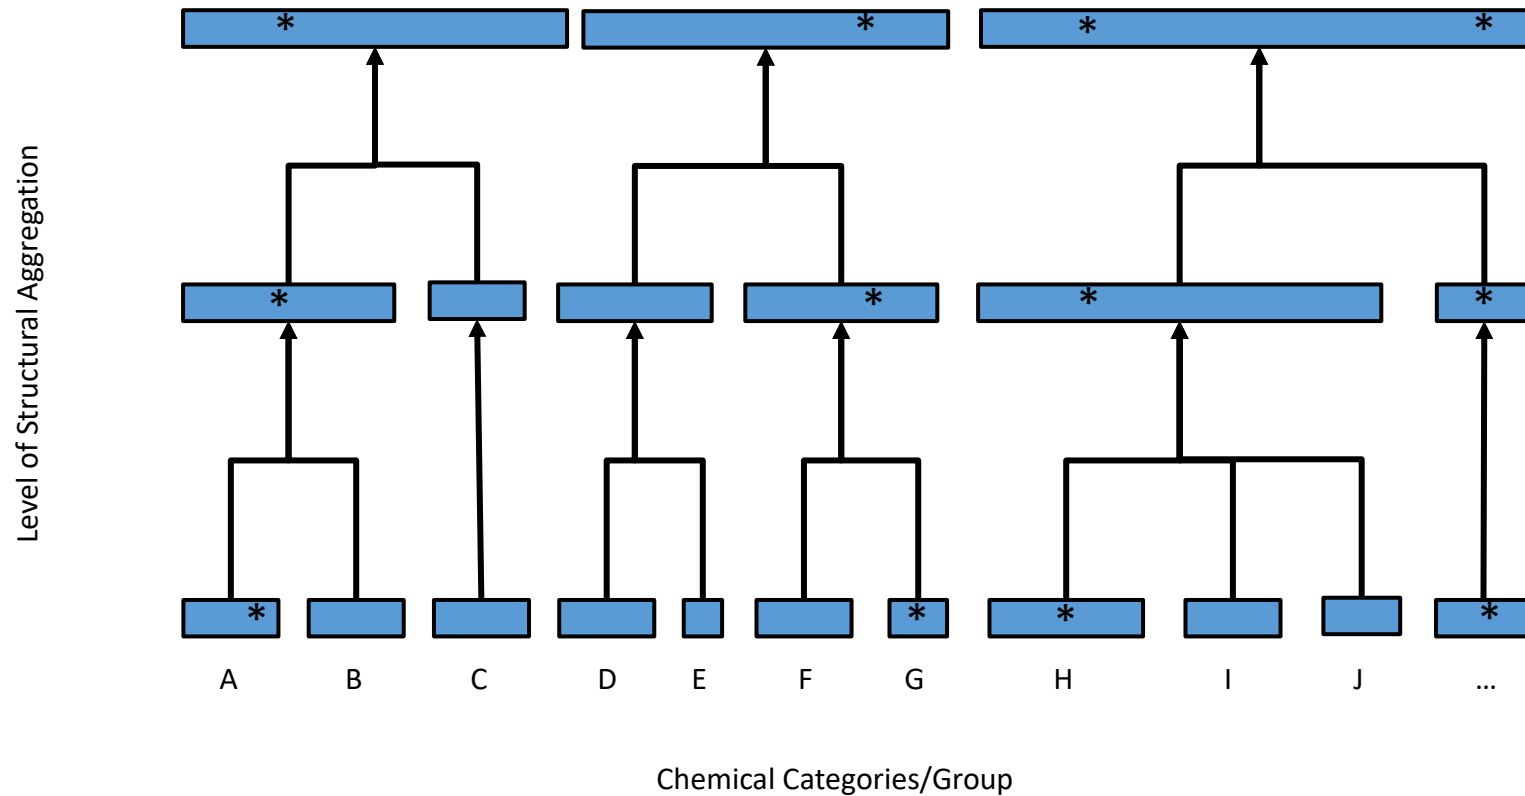 * * * *
Level of Structural Aggregation
* * * *
* * * *
A B C D E F G H I J ...
Chemical Categories/Group